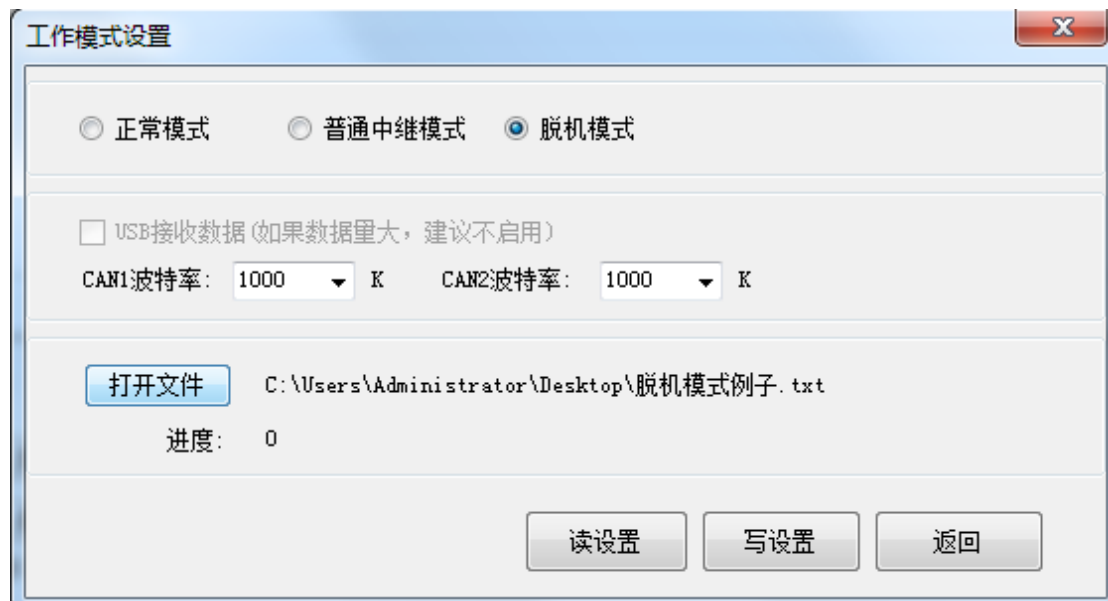 工作模式设置
正常模式 普通中继模式 脱机模式
USB接收数据(如果数据量大，建议不启用)
CAN1波特率: 1000 K CAN2波特率: 1000 K
打开文件 C:\Users\Administrator\Desktop\脱机模式例子.txt
进度: 0
读设置 写设置 返回